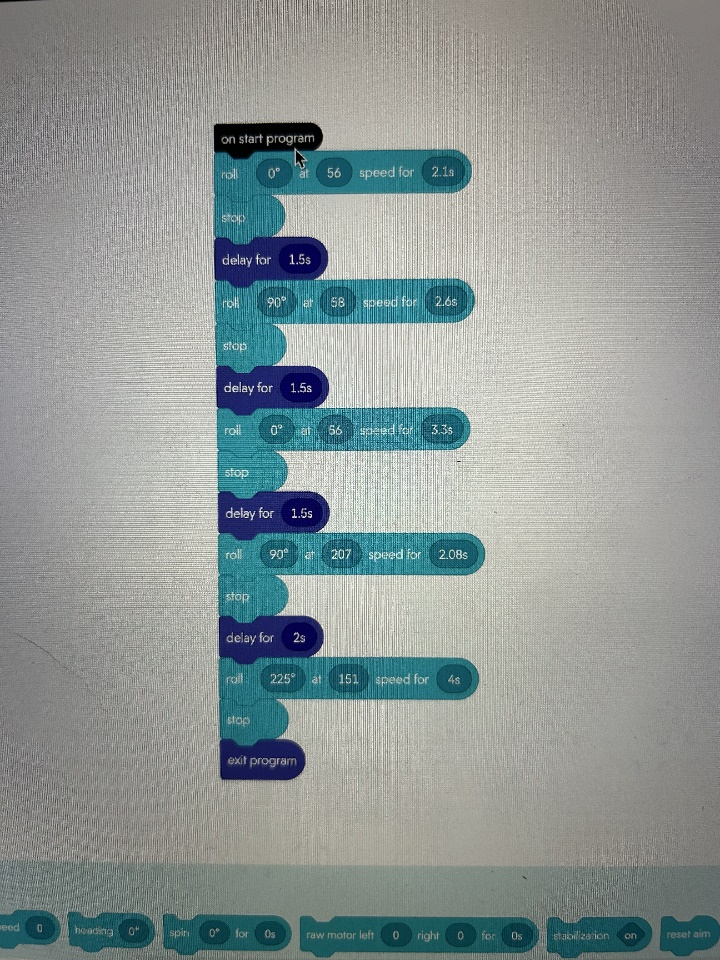 on start program
roll 0° at 56 speed for 2.1s
stop
delay for 1.5s
roll 90° at 58 speed for 2.6s
stop
delay for 1.5s
roll 0° at 56 speed for 3.3s
stop
delay for 1.5s
roll 90° at 207 speed for 2.08s
stop
delay for 2s
roll 225° at 151 speed for 4s
stop
exit program
eed 0 heading 0° spin 0° for 0s raw motor left 0 right 0 for 0s stabilization on reset aim